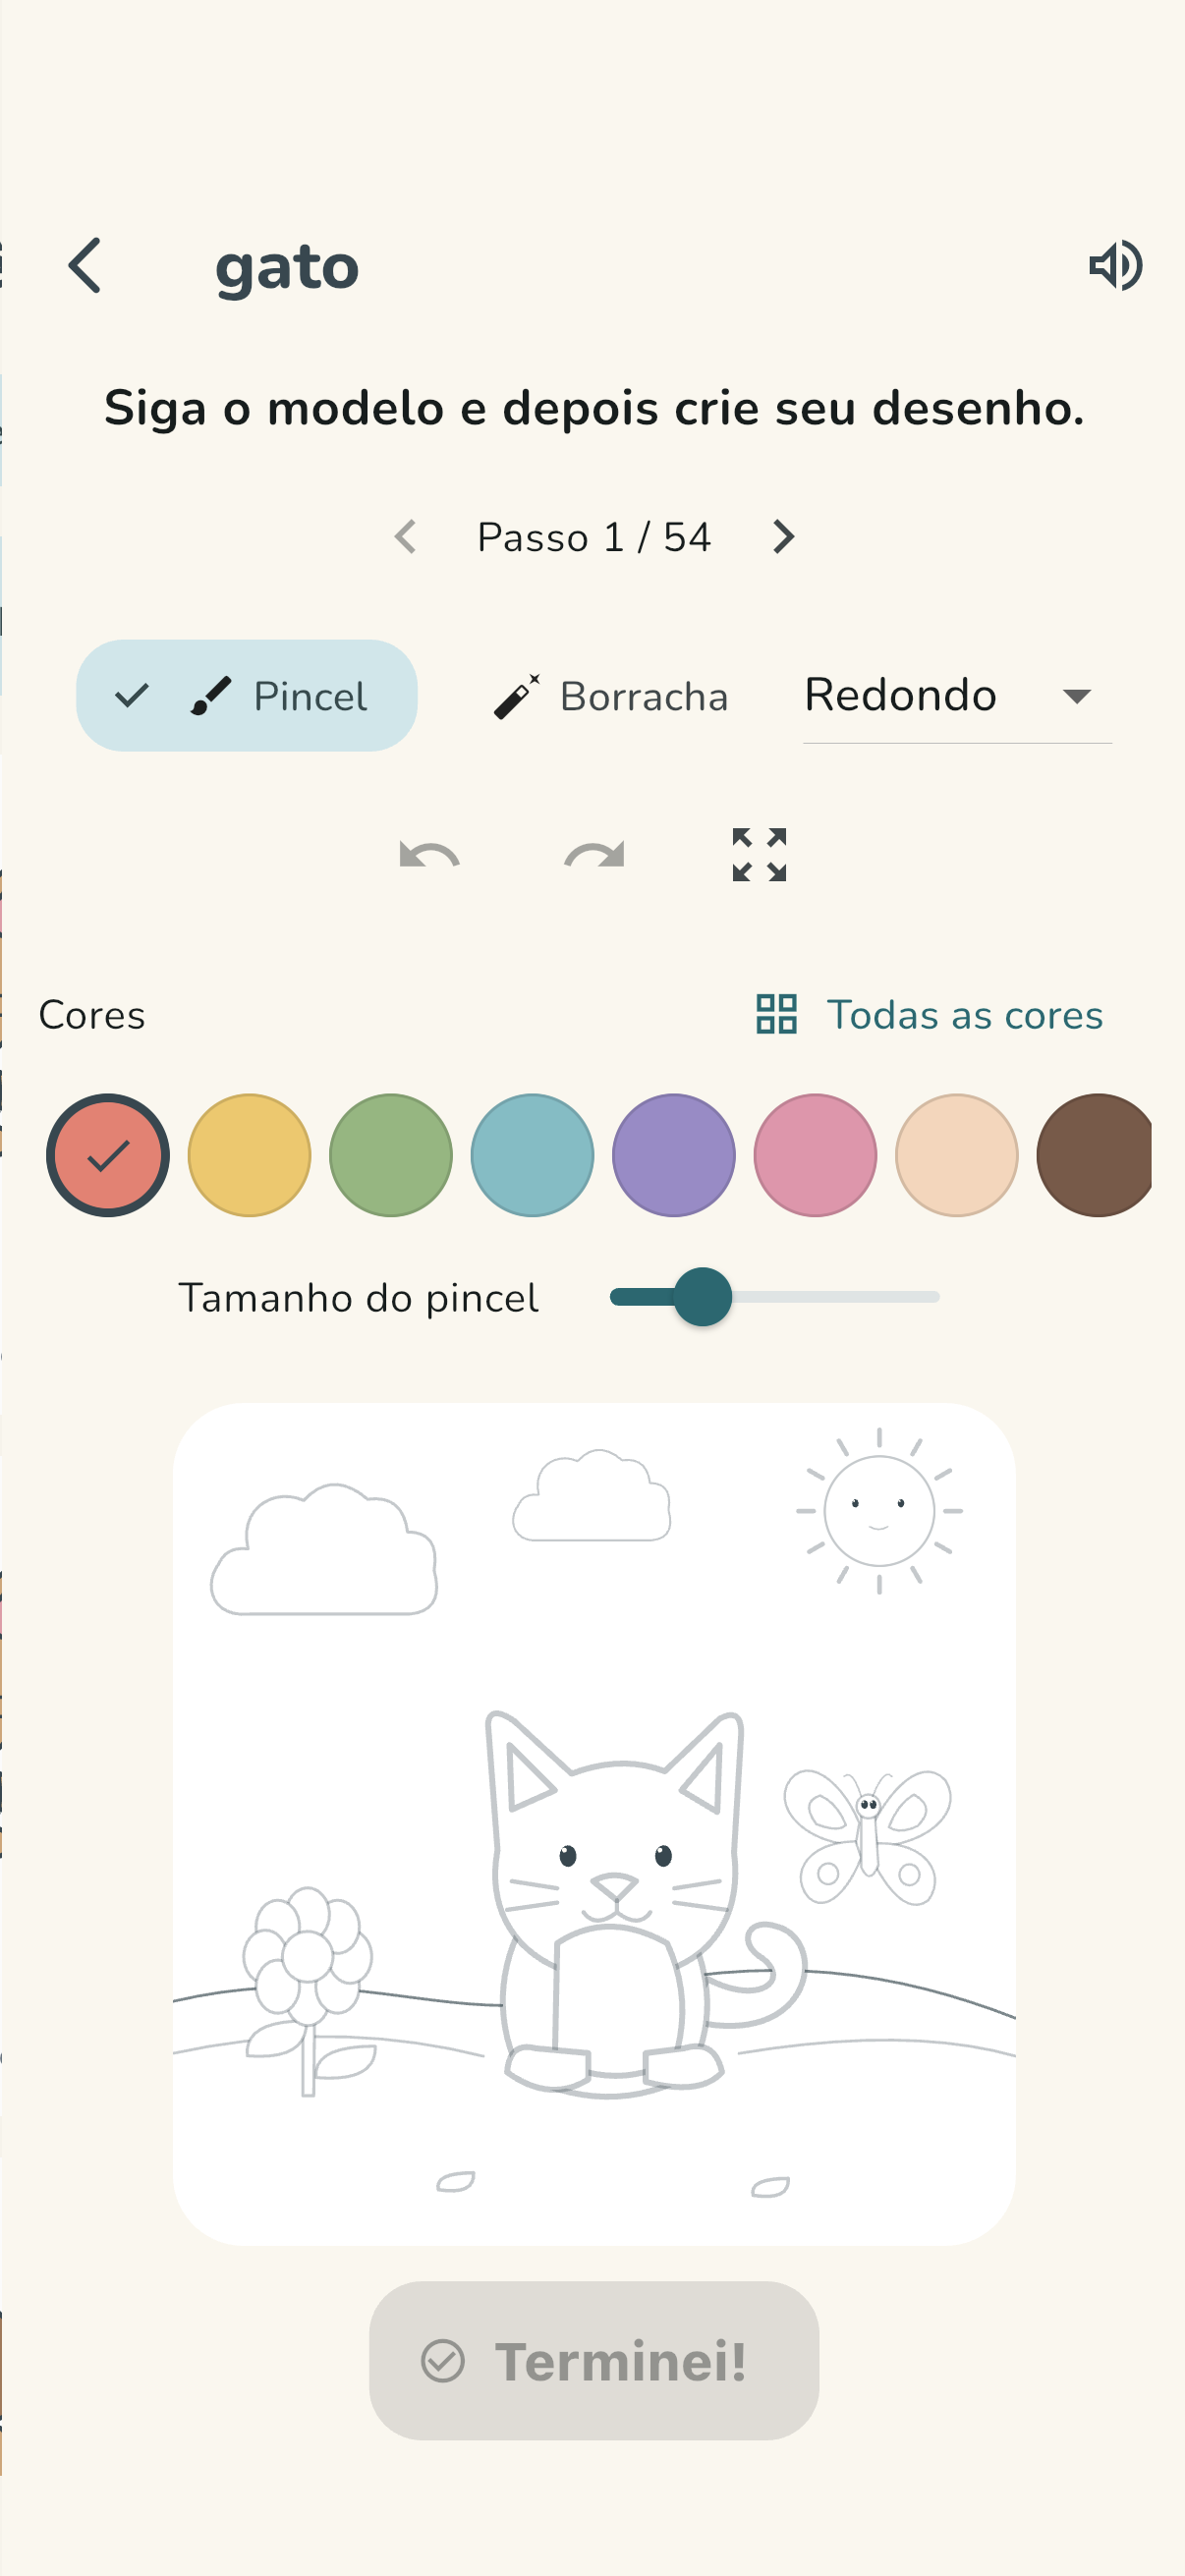 gato
Siga o modelo e depois crie seu desenho.
Passo 1 / 54
Pincel
Borracha
Redondo
Cores
Todas as cores
Tamanho do pincel
Terminei!